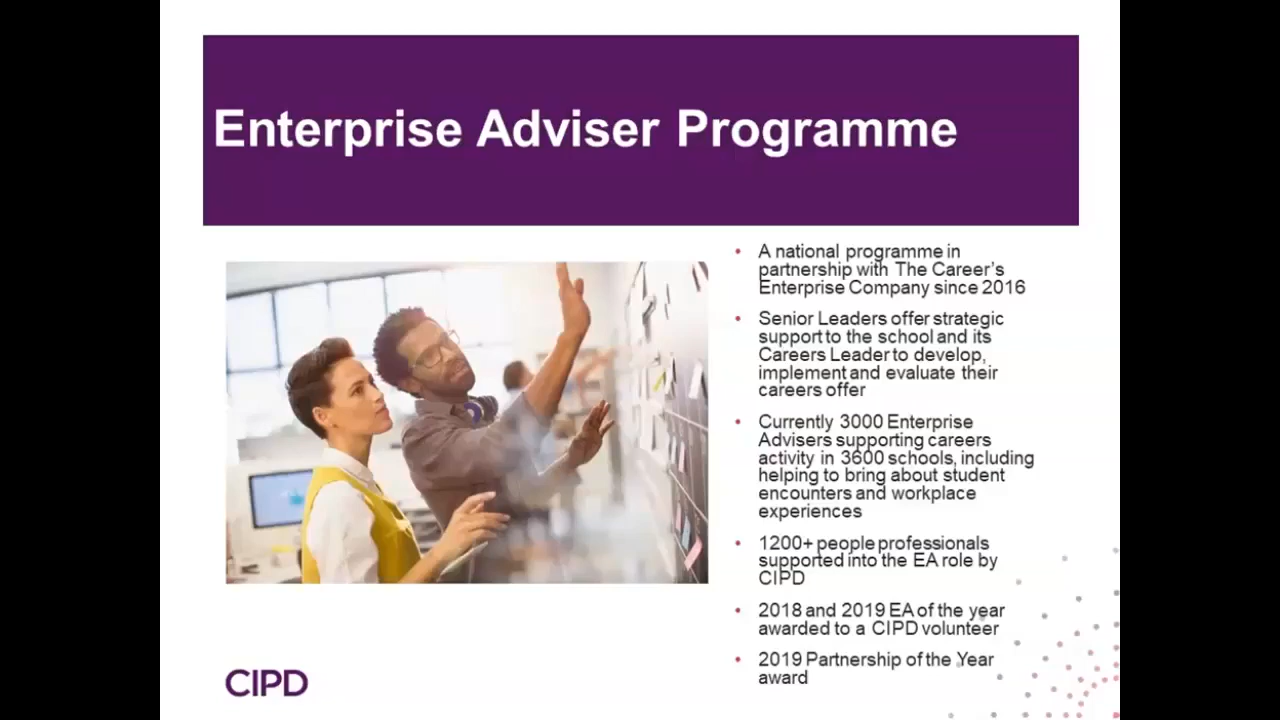 Enterprise Adviser Programme
• A national programme in
partnership with The Career's
Enterprise Company since 2016
• Senior Leaders offer strategic
support to the school and its
Careers Leader to develop,
implement and evaluate their
careers offer
• Currently 3000 Enterprise
Advisers supporting careers
activity in 3600 schools, including
helping to bring about student
encounters and workplace
experiences
• 1200+ people professionals
supported into the EA role by
CIPD
• 2018 and 2019 EA of the year
awarded to a CIPD volunteer
• 2019 Partnership of the Year
award
CIPD